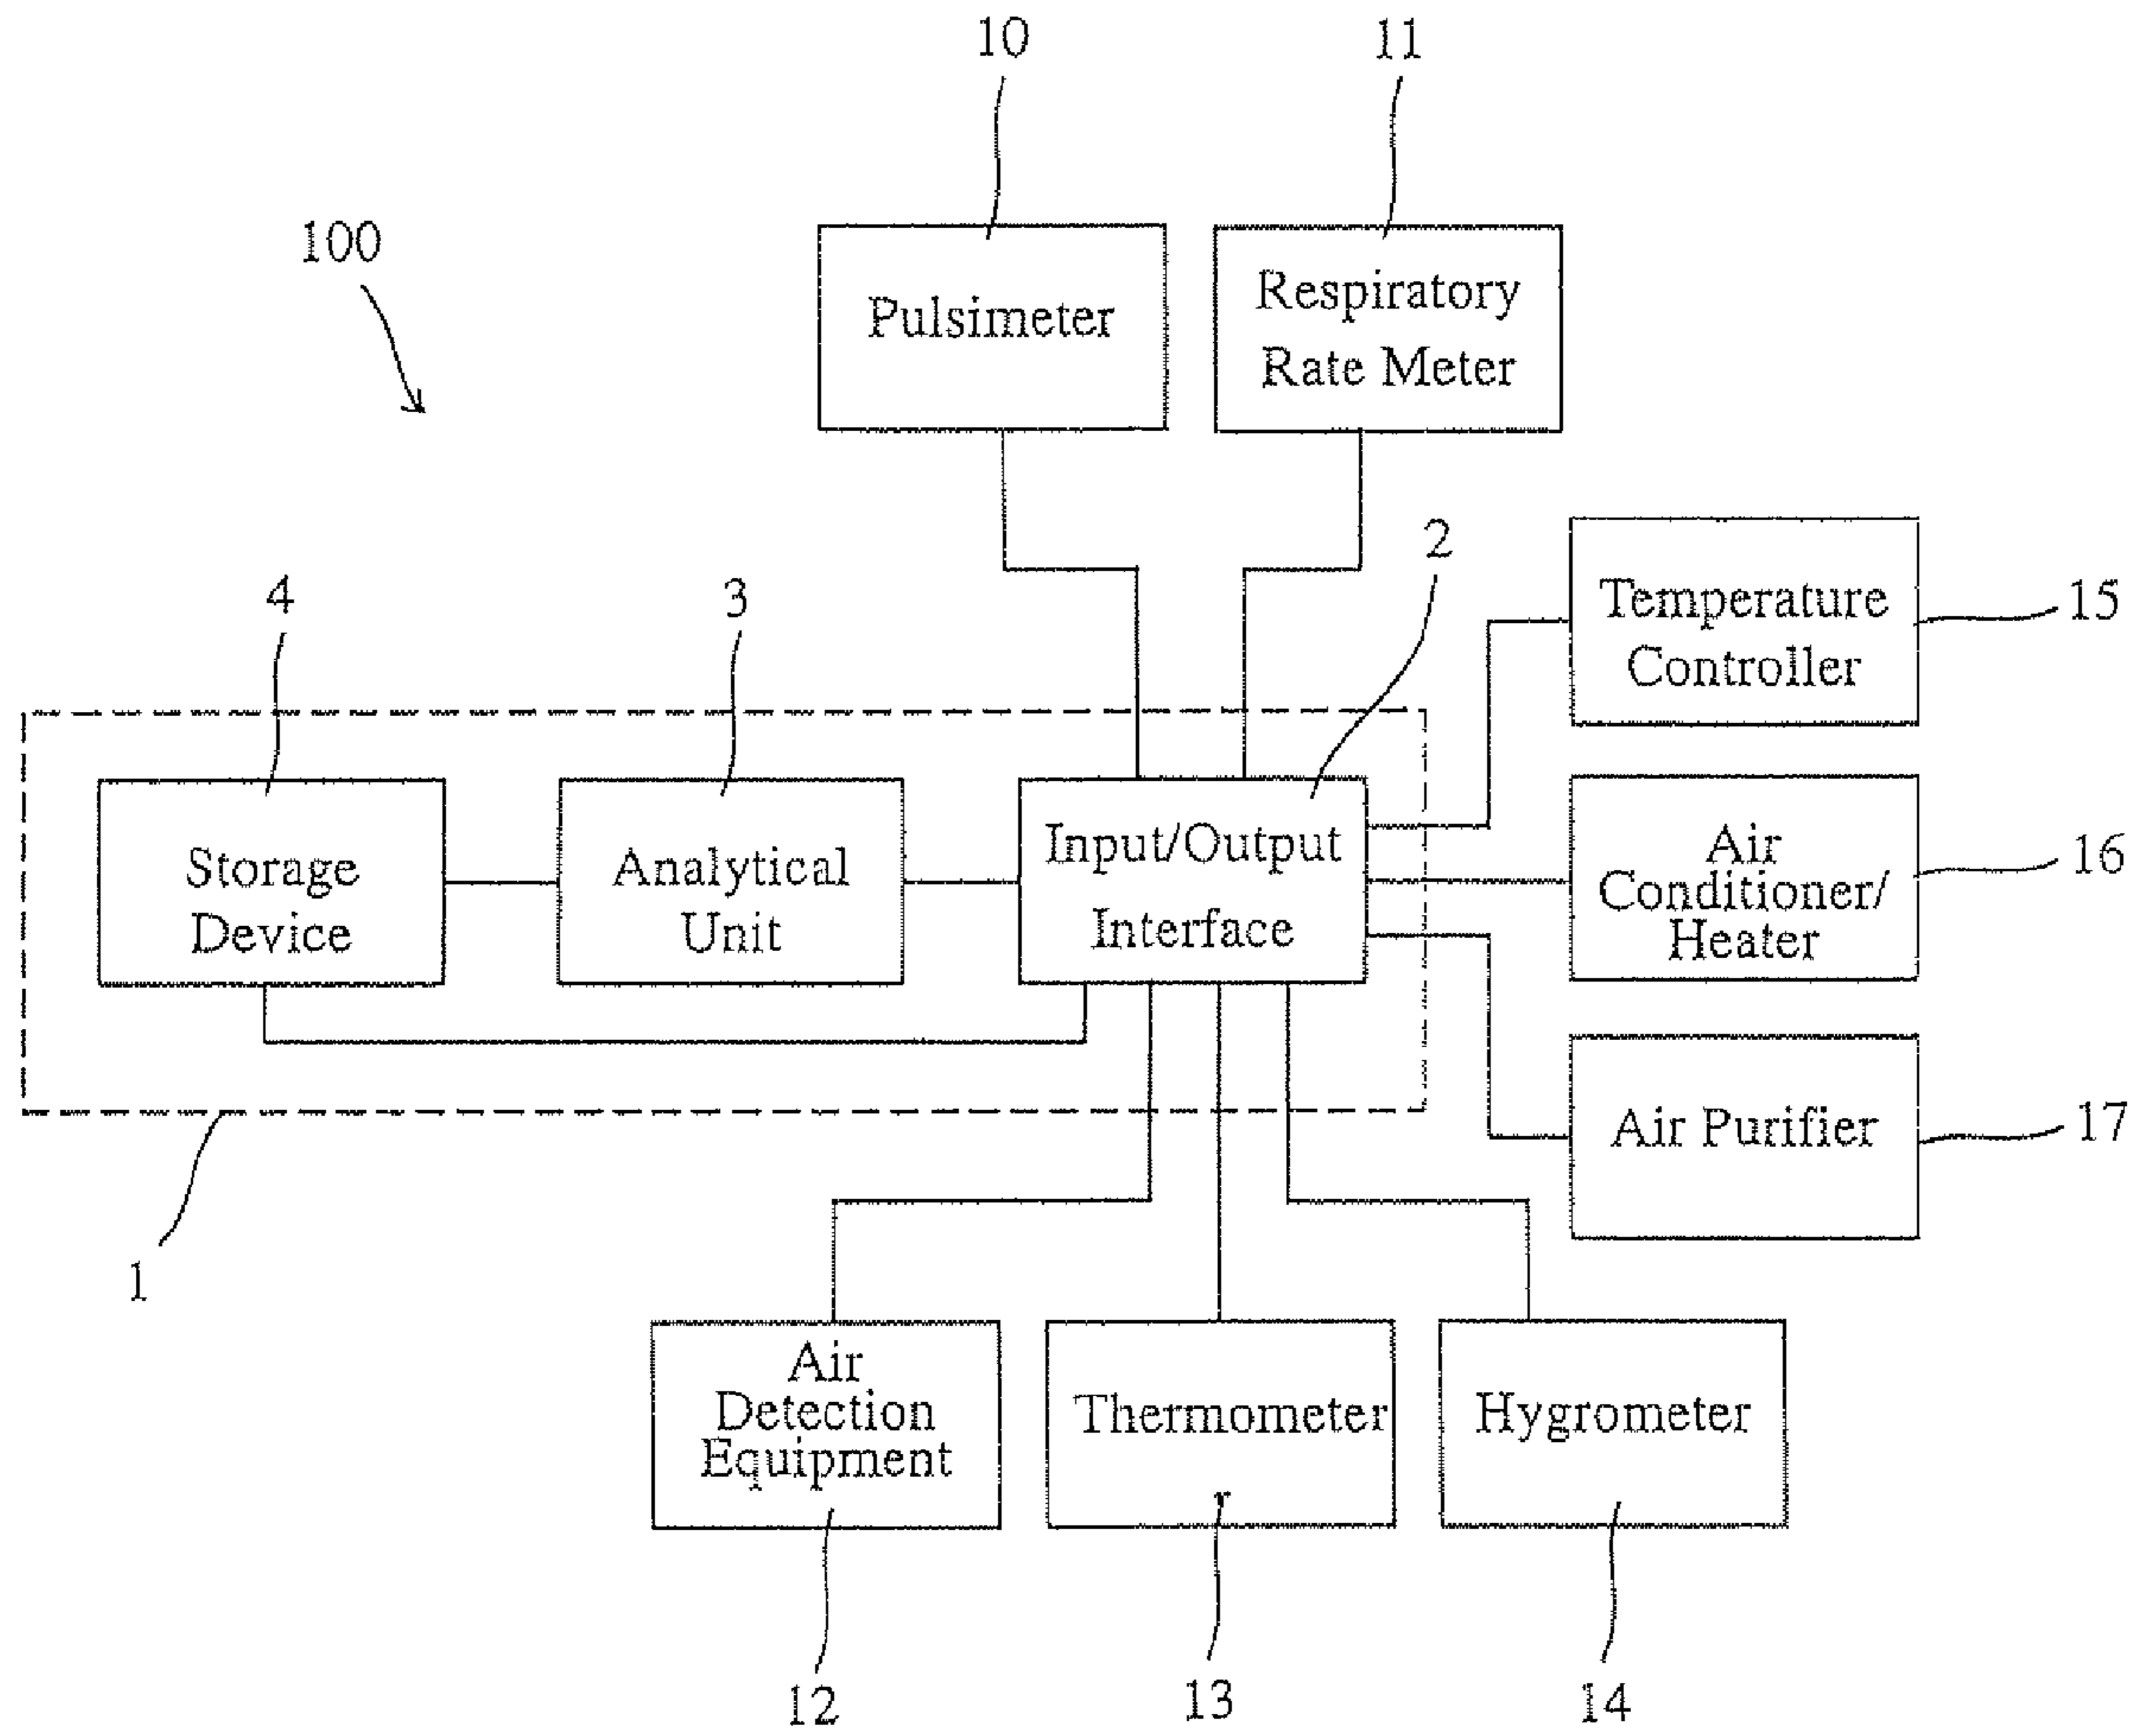 10
11
100
Pulsimeter
Respiratory
Rate Meter
2
4
3
Temperature
Controller
15
Storage
Device
Analytical
Unit
Input/Output
Interface
Air
Conditioner/
Heater
16
Air Purifier
17
1
Air
Detection
Equipment
Thermometer
r
Hygrometer
12
13
14